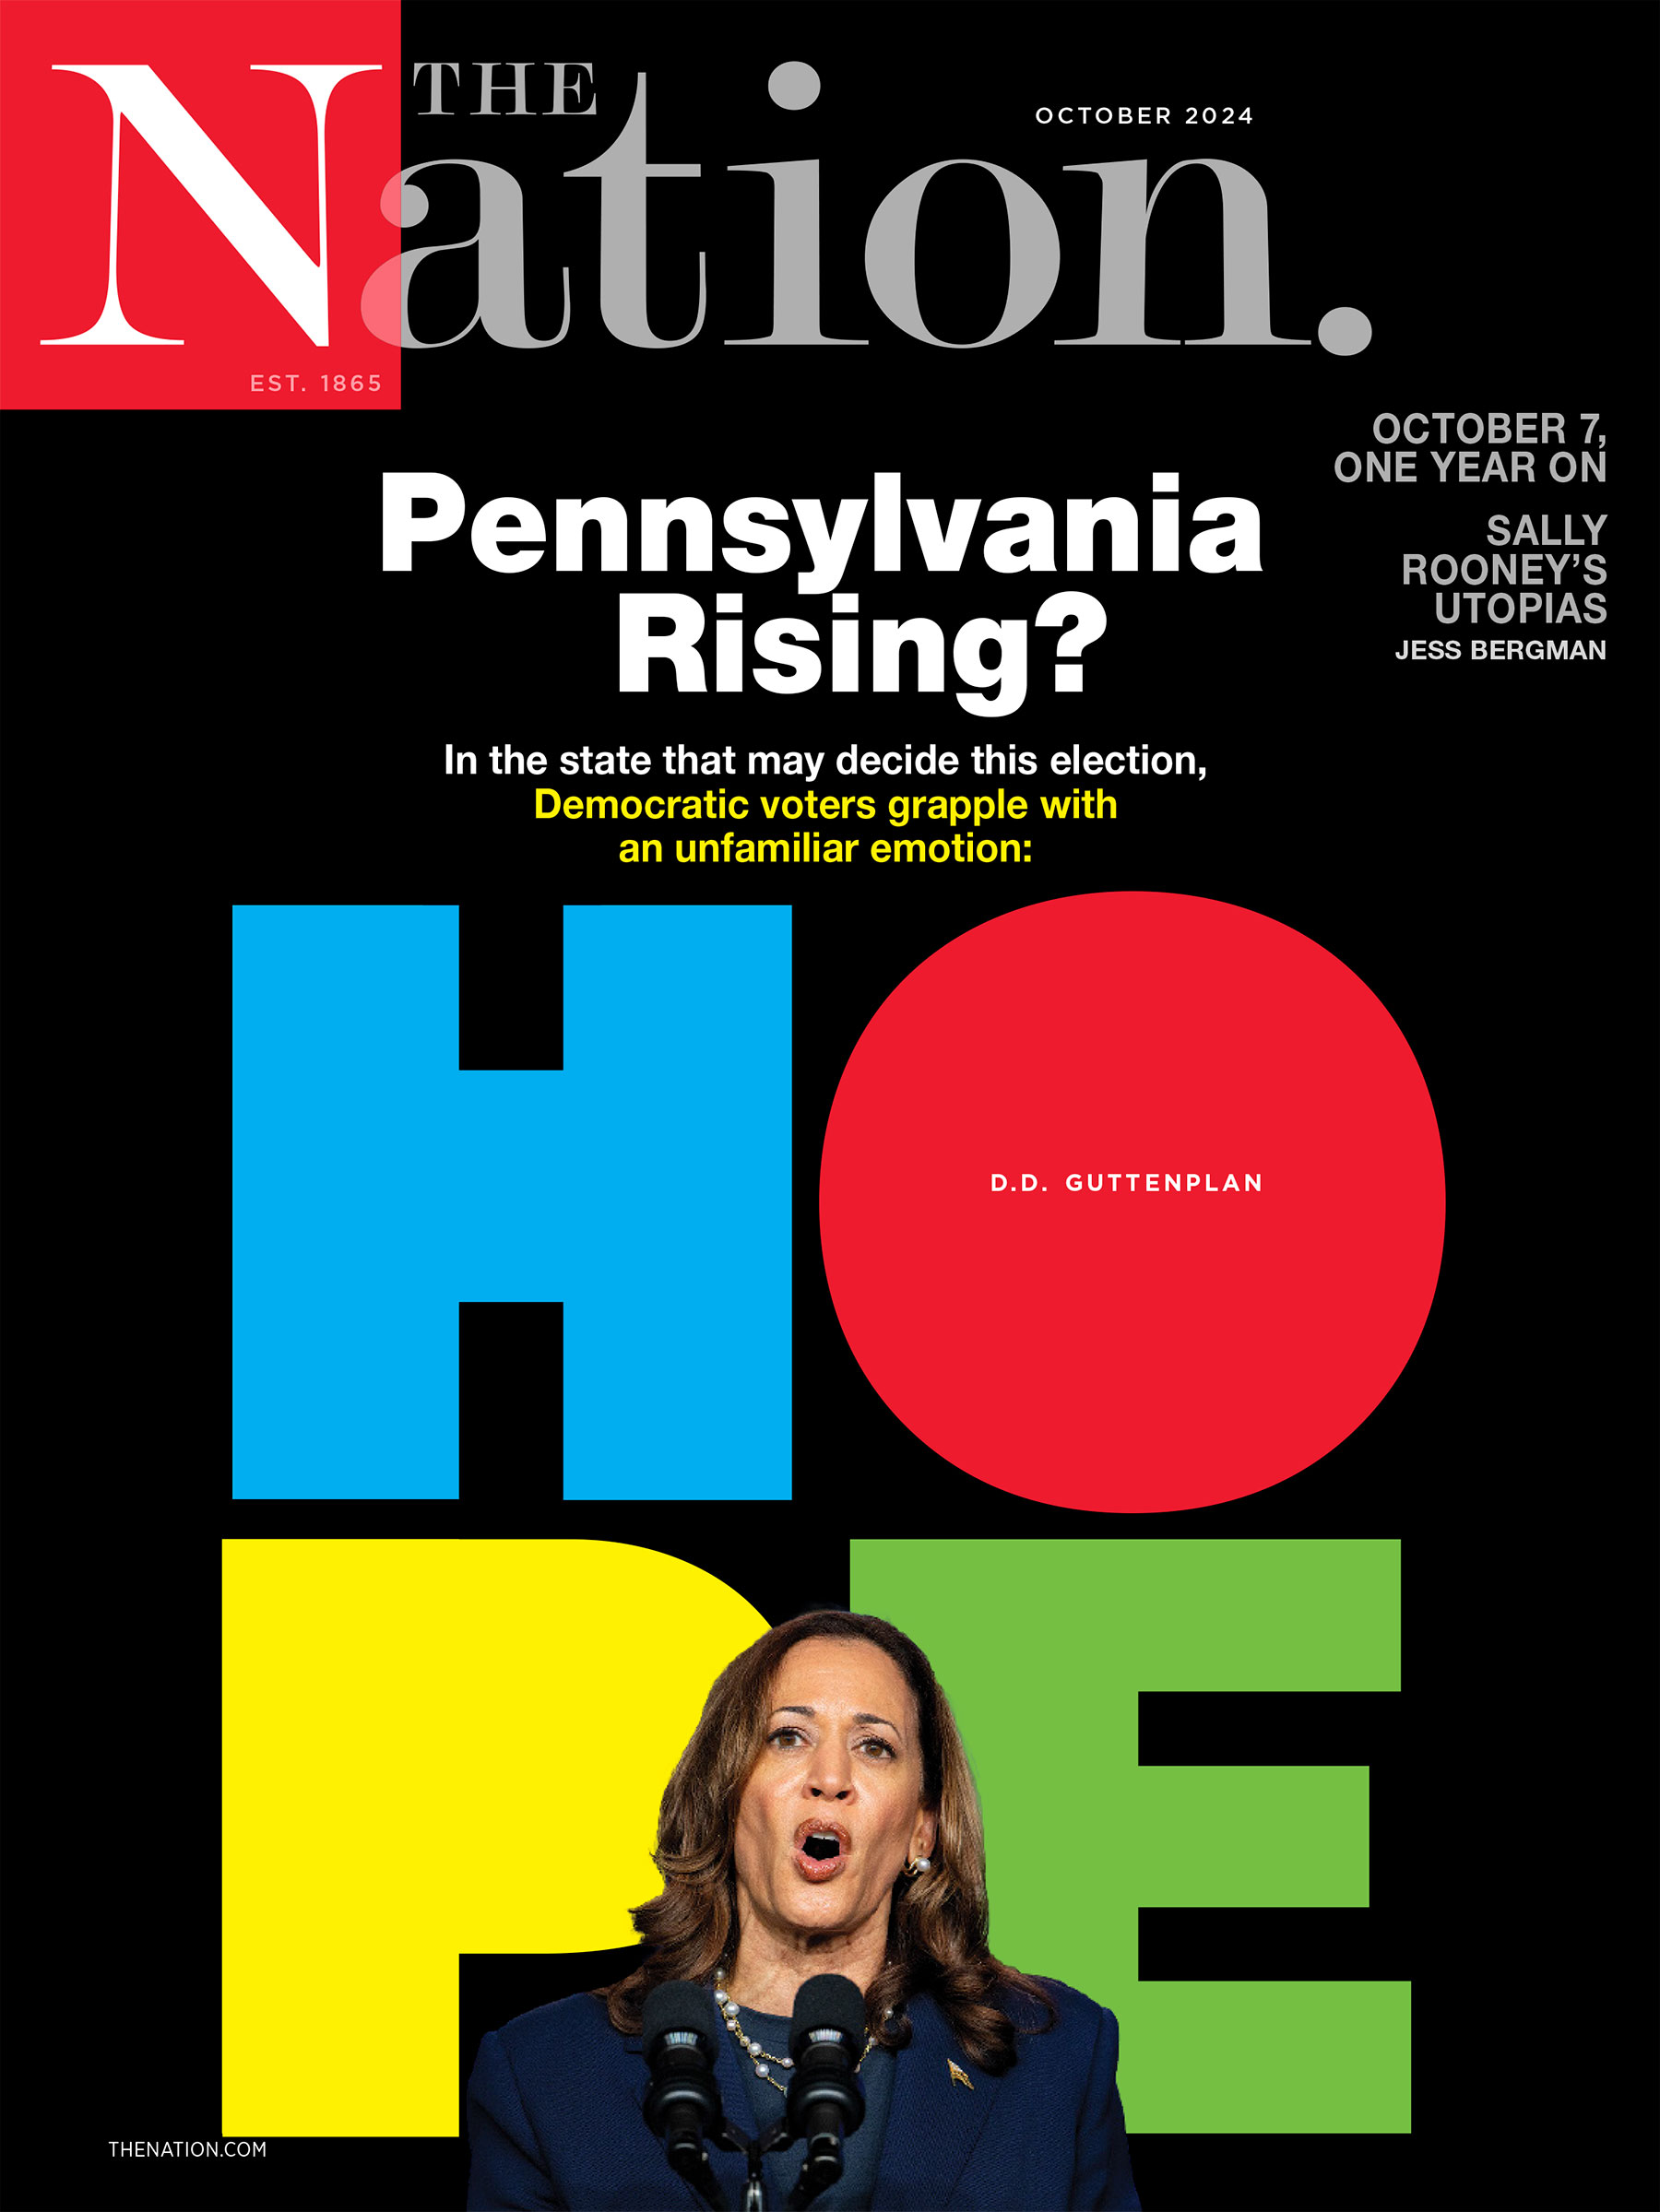 THE
Nation.
OCTOBER 2024
EST. 1865
OCTOBER 7,
ONE YEAR ON
SALLY
ROONEY’S
UTOPIAS
JESS BERGMAN
Pennsylvania
Rising?
In the state that may decide this election,
Democratic voters grapple with
an unfamiliar emotion:
HO
D.D. GUTTENPLAN
PE
THENATION.COM